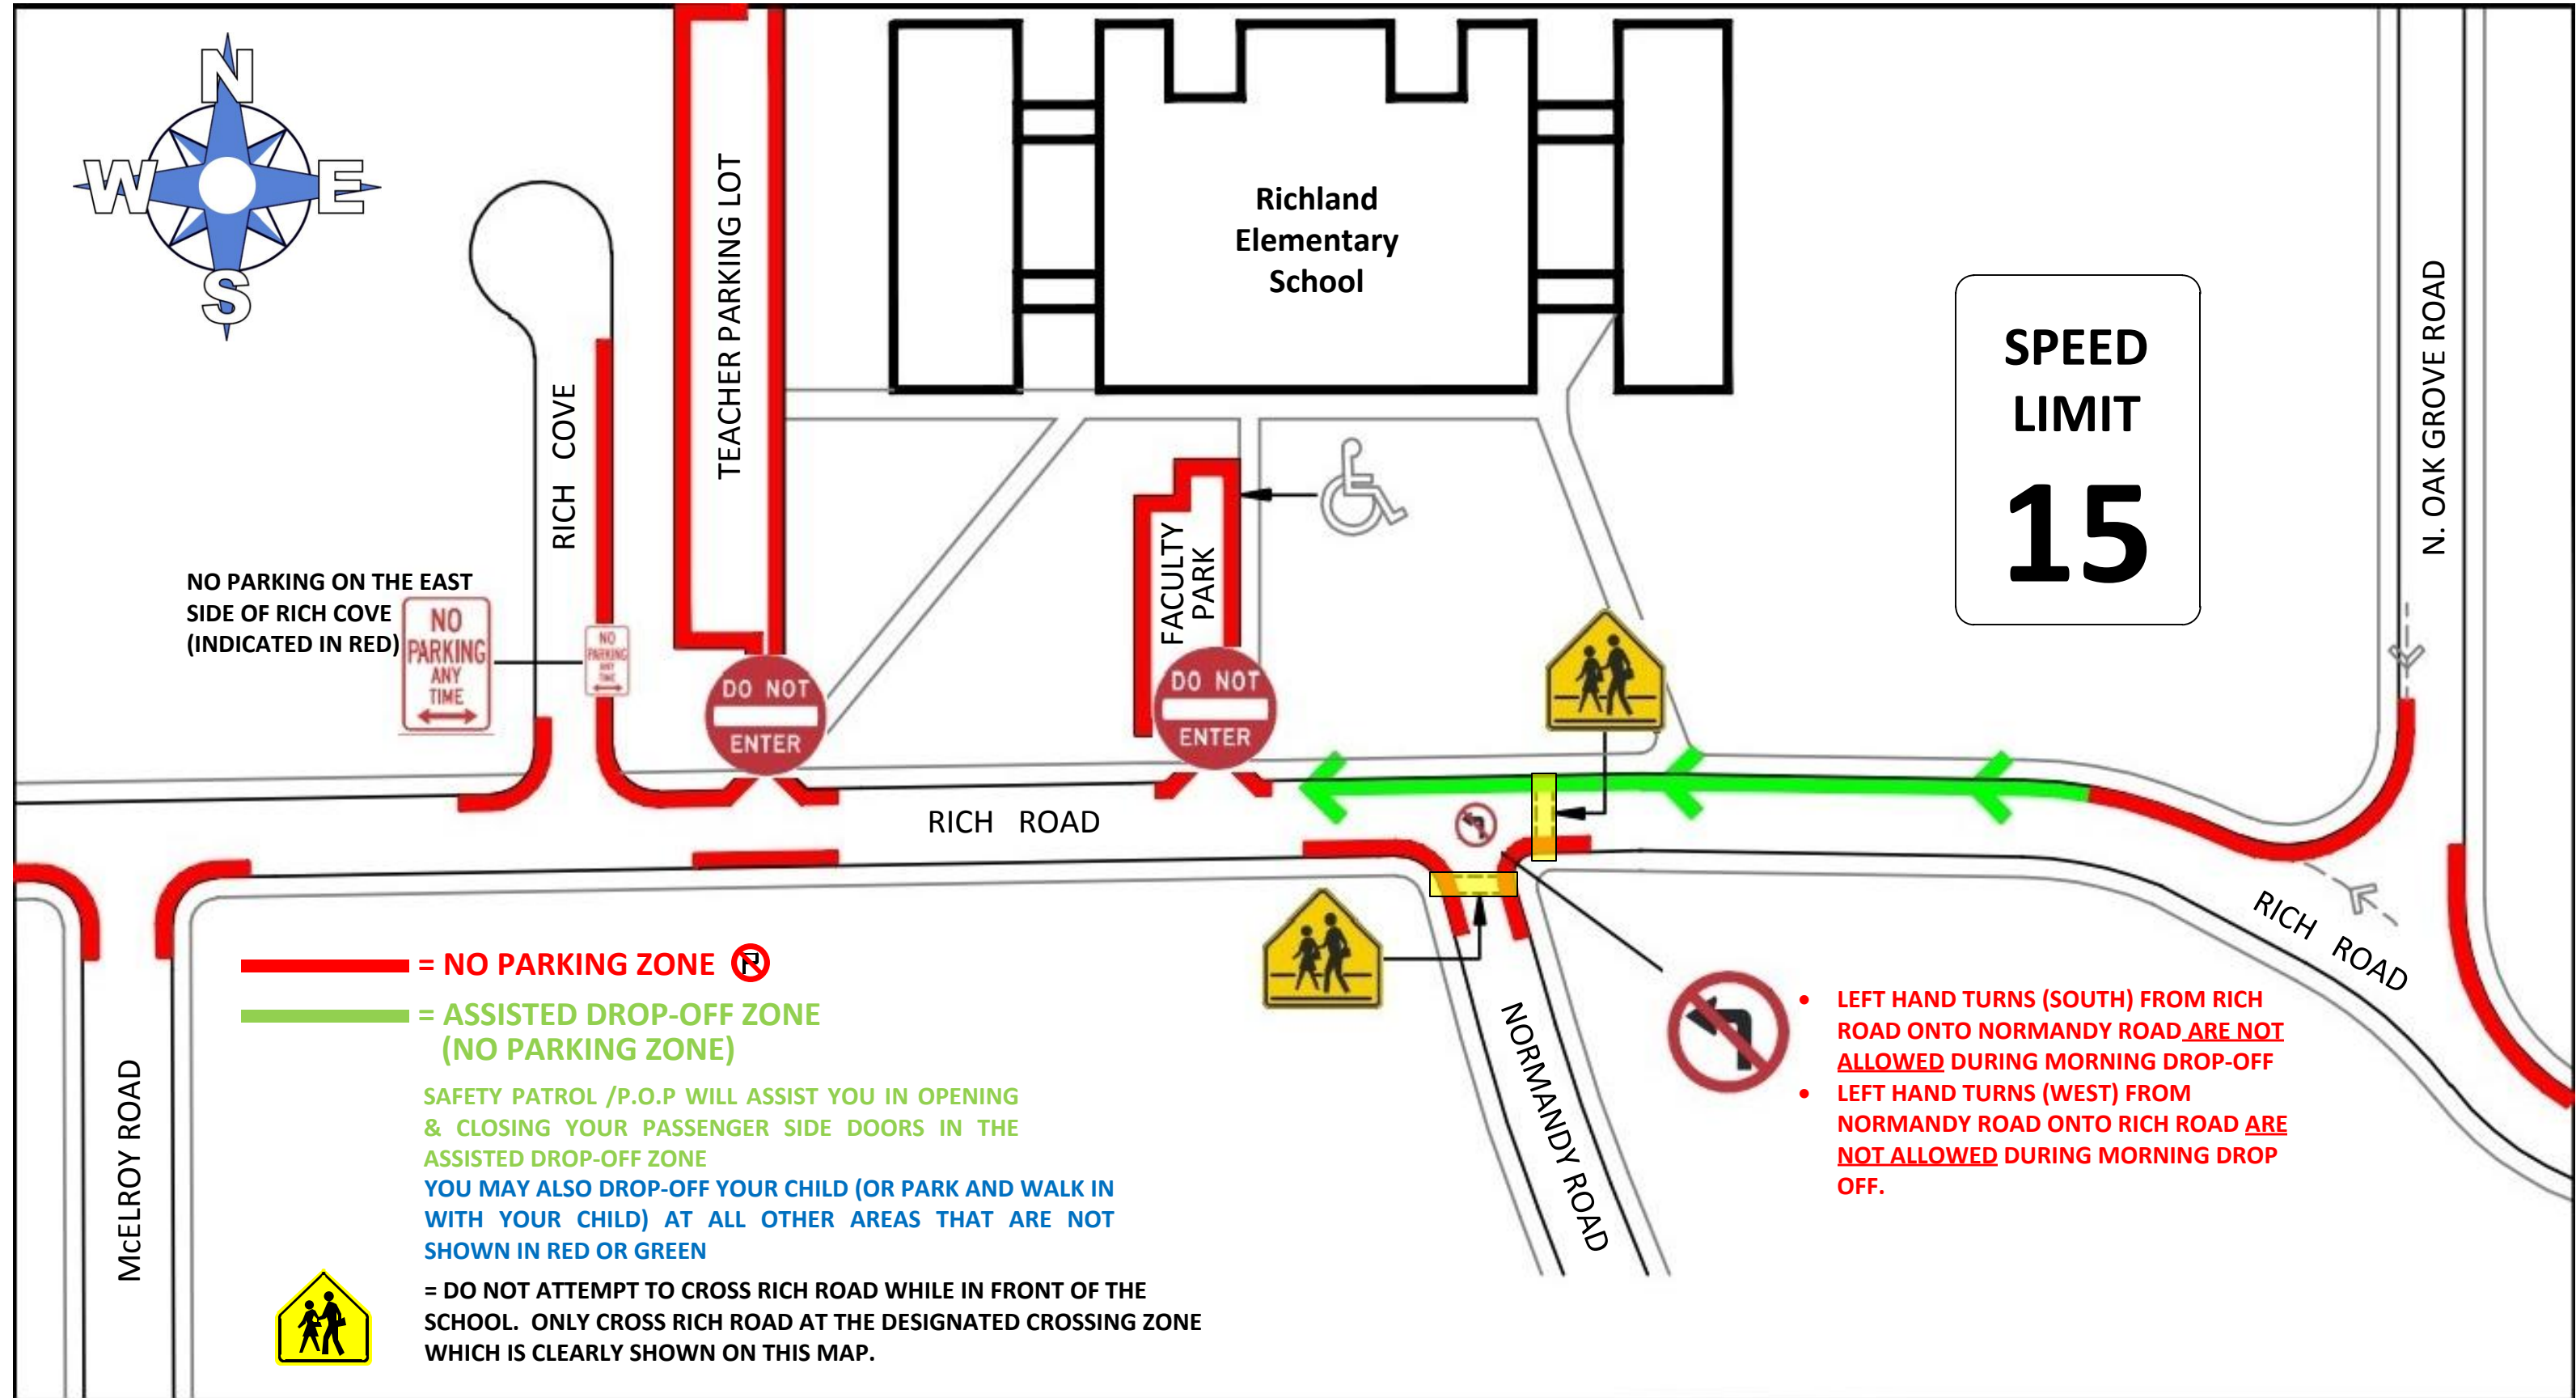 N
W
E
S
Richland
Elementary
School
SPEED
LIMIT
15
N. OAK GROVE ROAD
TEACHER PARKING LOT
RICH COVE
NO PARKING ON THE EAST
SIDE OF RICH COVE
(INDICATED IN RED)
NO
PARKING
ANY
TIME
NO
PARKING
ANY
TIME
FACULTY
PARK
DO NOT
ENTER
DO NOT
ENTER
RICH ROAD
RICH ROAD
= NO PARKING ZONE P
= ASSISTED DROP-OFF ZONE
(NO PARKING ZONE)
SAFETY PATROL /P.O.P WILL ASSIST YOU IN OPENING
& CLOSING YOUR PASSENGER SIDE DOORS IN THE
ASSISTED DROP-OFF ZONE
YOU MAY ALSO DROP-OFF YOUR CHILD (OR PARK AND WALK IN
WITH YOUR CHILD) AT ALL OTHER AREAS THAT ARE NOT
SHOWN IN RED OR GREEN
= DO NOT ATTEMPT TO CROSS RICH ROAD WHILE IN FRONT OF THE
SCHOOL. ONLY CROSS RICH ROAD AT THE DESIGNATED CROSSING ZONE
WHICH IS CLEARLY SHOWN ON THIS MAP.
McELROY ROAD
NORMANDY ROAD
• LEFT HAND TURNS (SOUTH) FROM RICH
ROAD ONTO NORMANDY ROAD ARE NOT
ALLOWED DURING MORNING DROP-OFF
• LEFT HAND TURNS (WEST) FROM
NORMANDY ROAD ONTO RICH ROAD ARE
NOT ALLOWED DURING MORNING DROP
OFF.